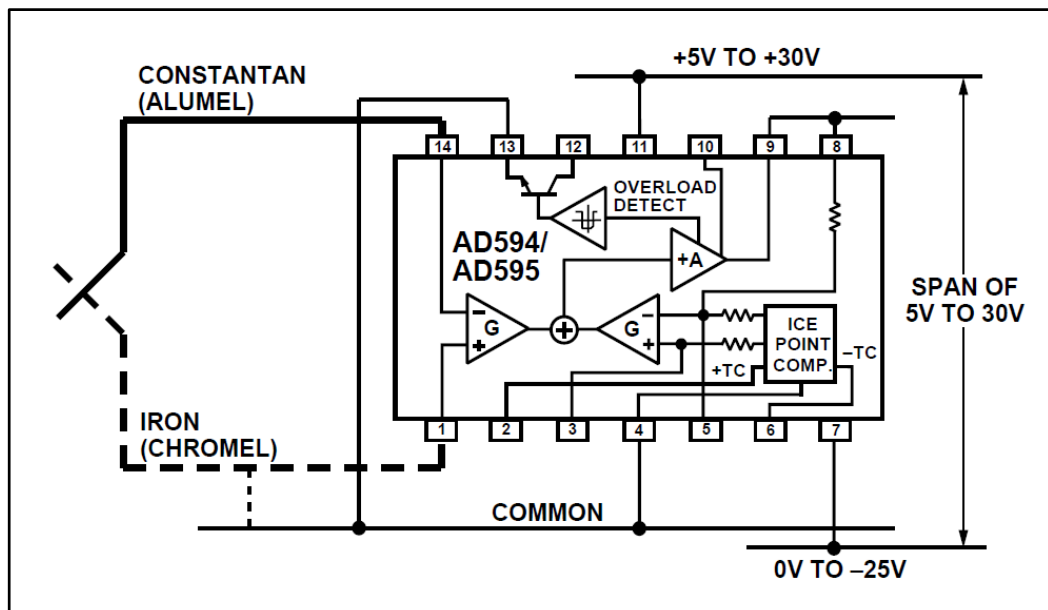 +5V TO +30V
CONSTANTAN
(ALUMEL)
14
13
12
11
10
9
8
OVERLOAD
DETECT
AD594/
AD595
+A
SPAN OF
5V TO 30V
–
G
+
+
–
G
+
ICE
POINT
COMP.
–TC
+TC
IRON
(CHROMEL)
1
2
3
4
5
6
7
COMMON
0V TO –25V